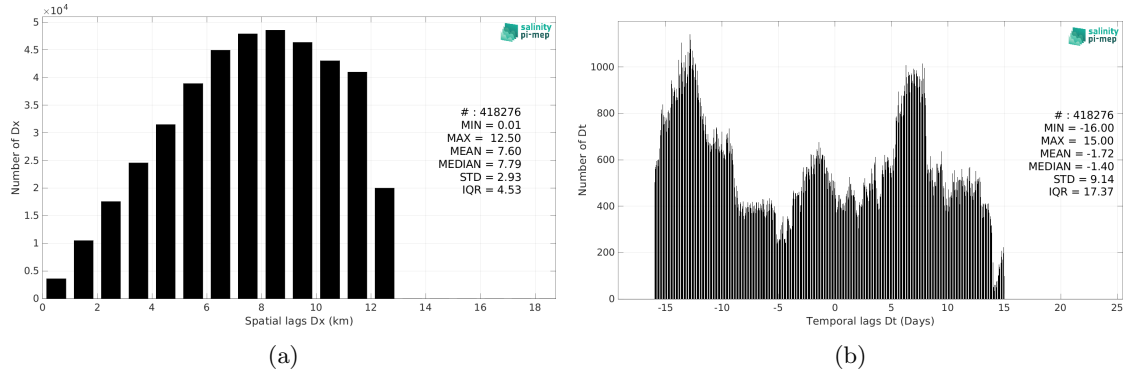 ×10⁴
5
4.5
4
3.5
3
2.5
2
1.5
1
0.5
0
Number of Dx
0 2 4 6 8 10 12 14 16 18
Spatial lags Dx (km)
salinity
pi-mep
# : 418276
MIN = 0.01
MAX = 12.50
MEAN = 7.60
MEDIAN = 7.79
STD = 2.93
IQR = 4.53
(a)
1000
800
600
400
200
0
Number of Dt
-15 -10 -5 0 5 10 15 20 25
Temporal lags Dt (Days)
salinity
pi-mep
# : 418276
MIN = -16.00
MAX = 15.00
MEAN = -1.72
MEDIAN = -1.40
STD = 9.14
IQR = 17.37
(b)